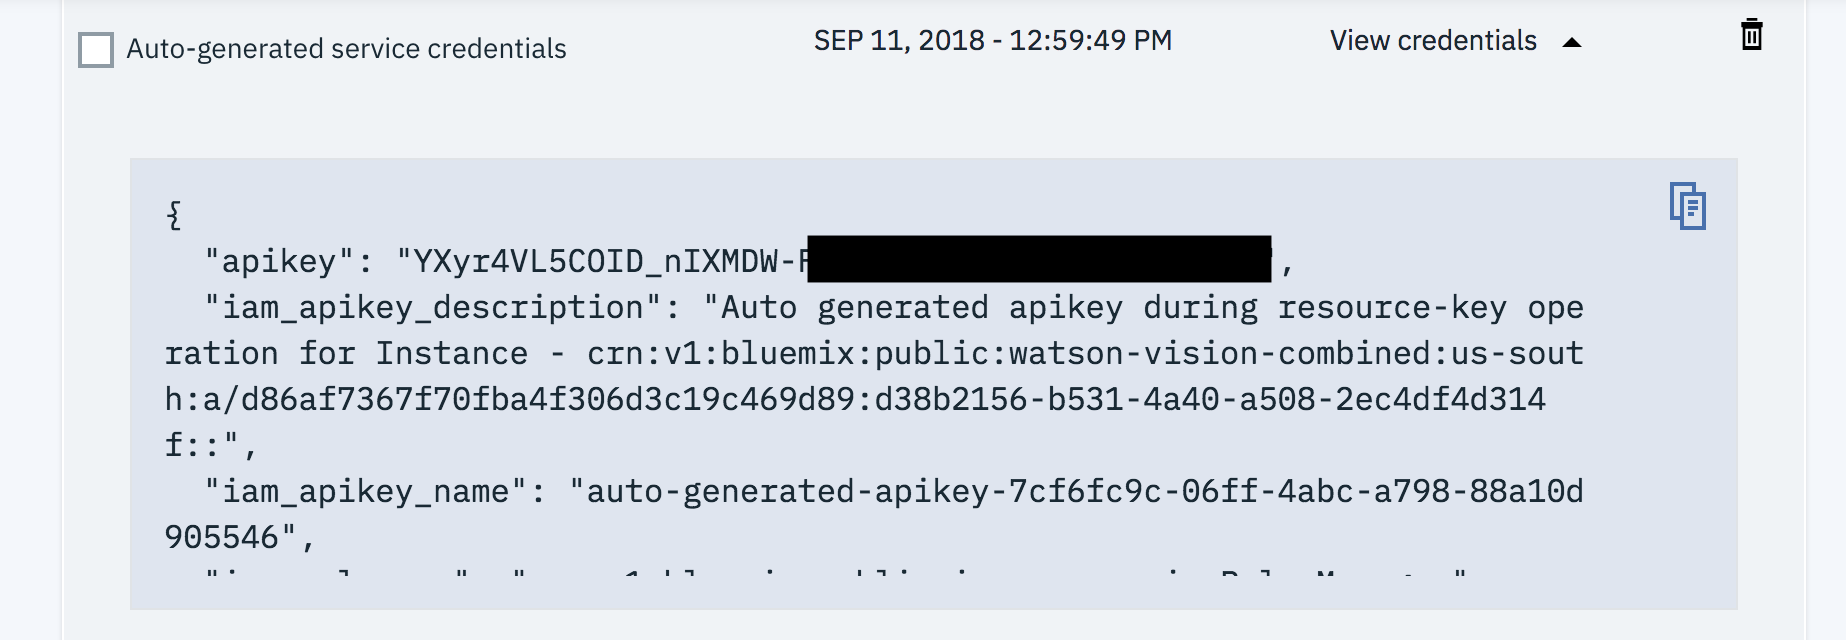 Auto-generated service credentials SEP 11, 2018 - 12:59:49 PM View credentials
{
"apikey": "YXyr4VL5COID_nIXMDW- ",
"iam_apikey_description": "Auto generated apikey during resource-key ope
ration for Instance - crn:v1:bluemix:public:watson-vision-combined:us-sout
h:a/d86af7367f70fba4f306d3c19c469d89:d38b2156-b531-4a40-a508-2ec4df4d314
f::",
"iam_apikey_name": "auto-generated-apikey-7cf6fc9c-06ff-4abc-a798-88a10d
905546",